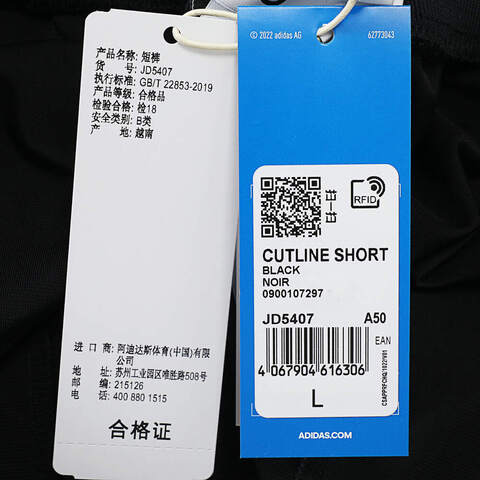 产品名称: 短裤
货 号: JD5407
执行标准: GB/T 22853-2019
产品等级: 合格品
检验合格: 检18
安全类别: B类
产 地: 越南
进 口 商: 阿迪达斯体育(中国)有限
公司
地 址: 苏州工业园区淮胜路508号
邮 编: 215126
电 话: 400 880 1515
合格证
© 2022 adidas AG
62773043
RFID
CUTLINE SHORT
BLACK
NOIR
0900107297
JD5407 A50
EAN
4 067904 616306
L
ADIDAS.COM